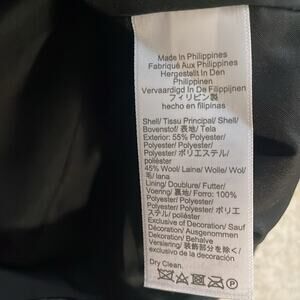 Made In Philippines
Fabriqué Aux Philippines
Hergestellt In Den
Philippinen
Vervaardigd In De Filippijnen
フィリピン製
hecho en filipinas
Shell/ Tissu Principal/ Shell/
Bovenstof/ 表地/ Tela
Exterior: 55% Polyester/
Polyester/ Polyester/
Polyester/ ポリエステル/
poliéster
45% Wool/ Laine/ Wolle/ Wol/
毛/ lana
Lining/ Doublure/ Futter/
Voering/ 裏地/ Forro: 100%
Polyester/ Polyester/
Polyester/ Polyester/ ポリエ
ステル/ poliéster
Exclusive of Decoration/ Sauf
Décoration/ Ausgenommen
Dekoration/ Behalve
Versiering/ 装飾部分を除く/
exclusivo de la decoración
Dry Clean.
P